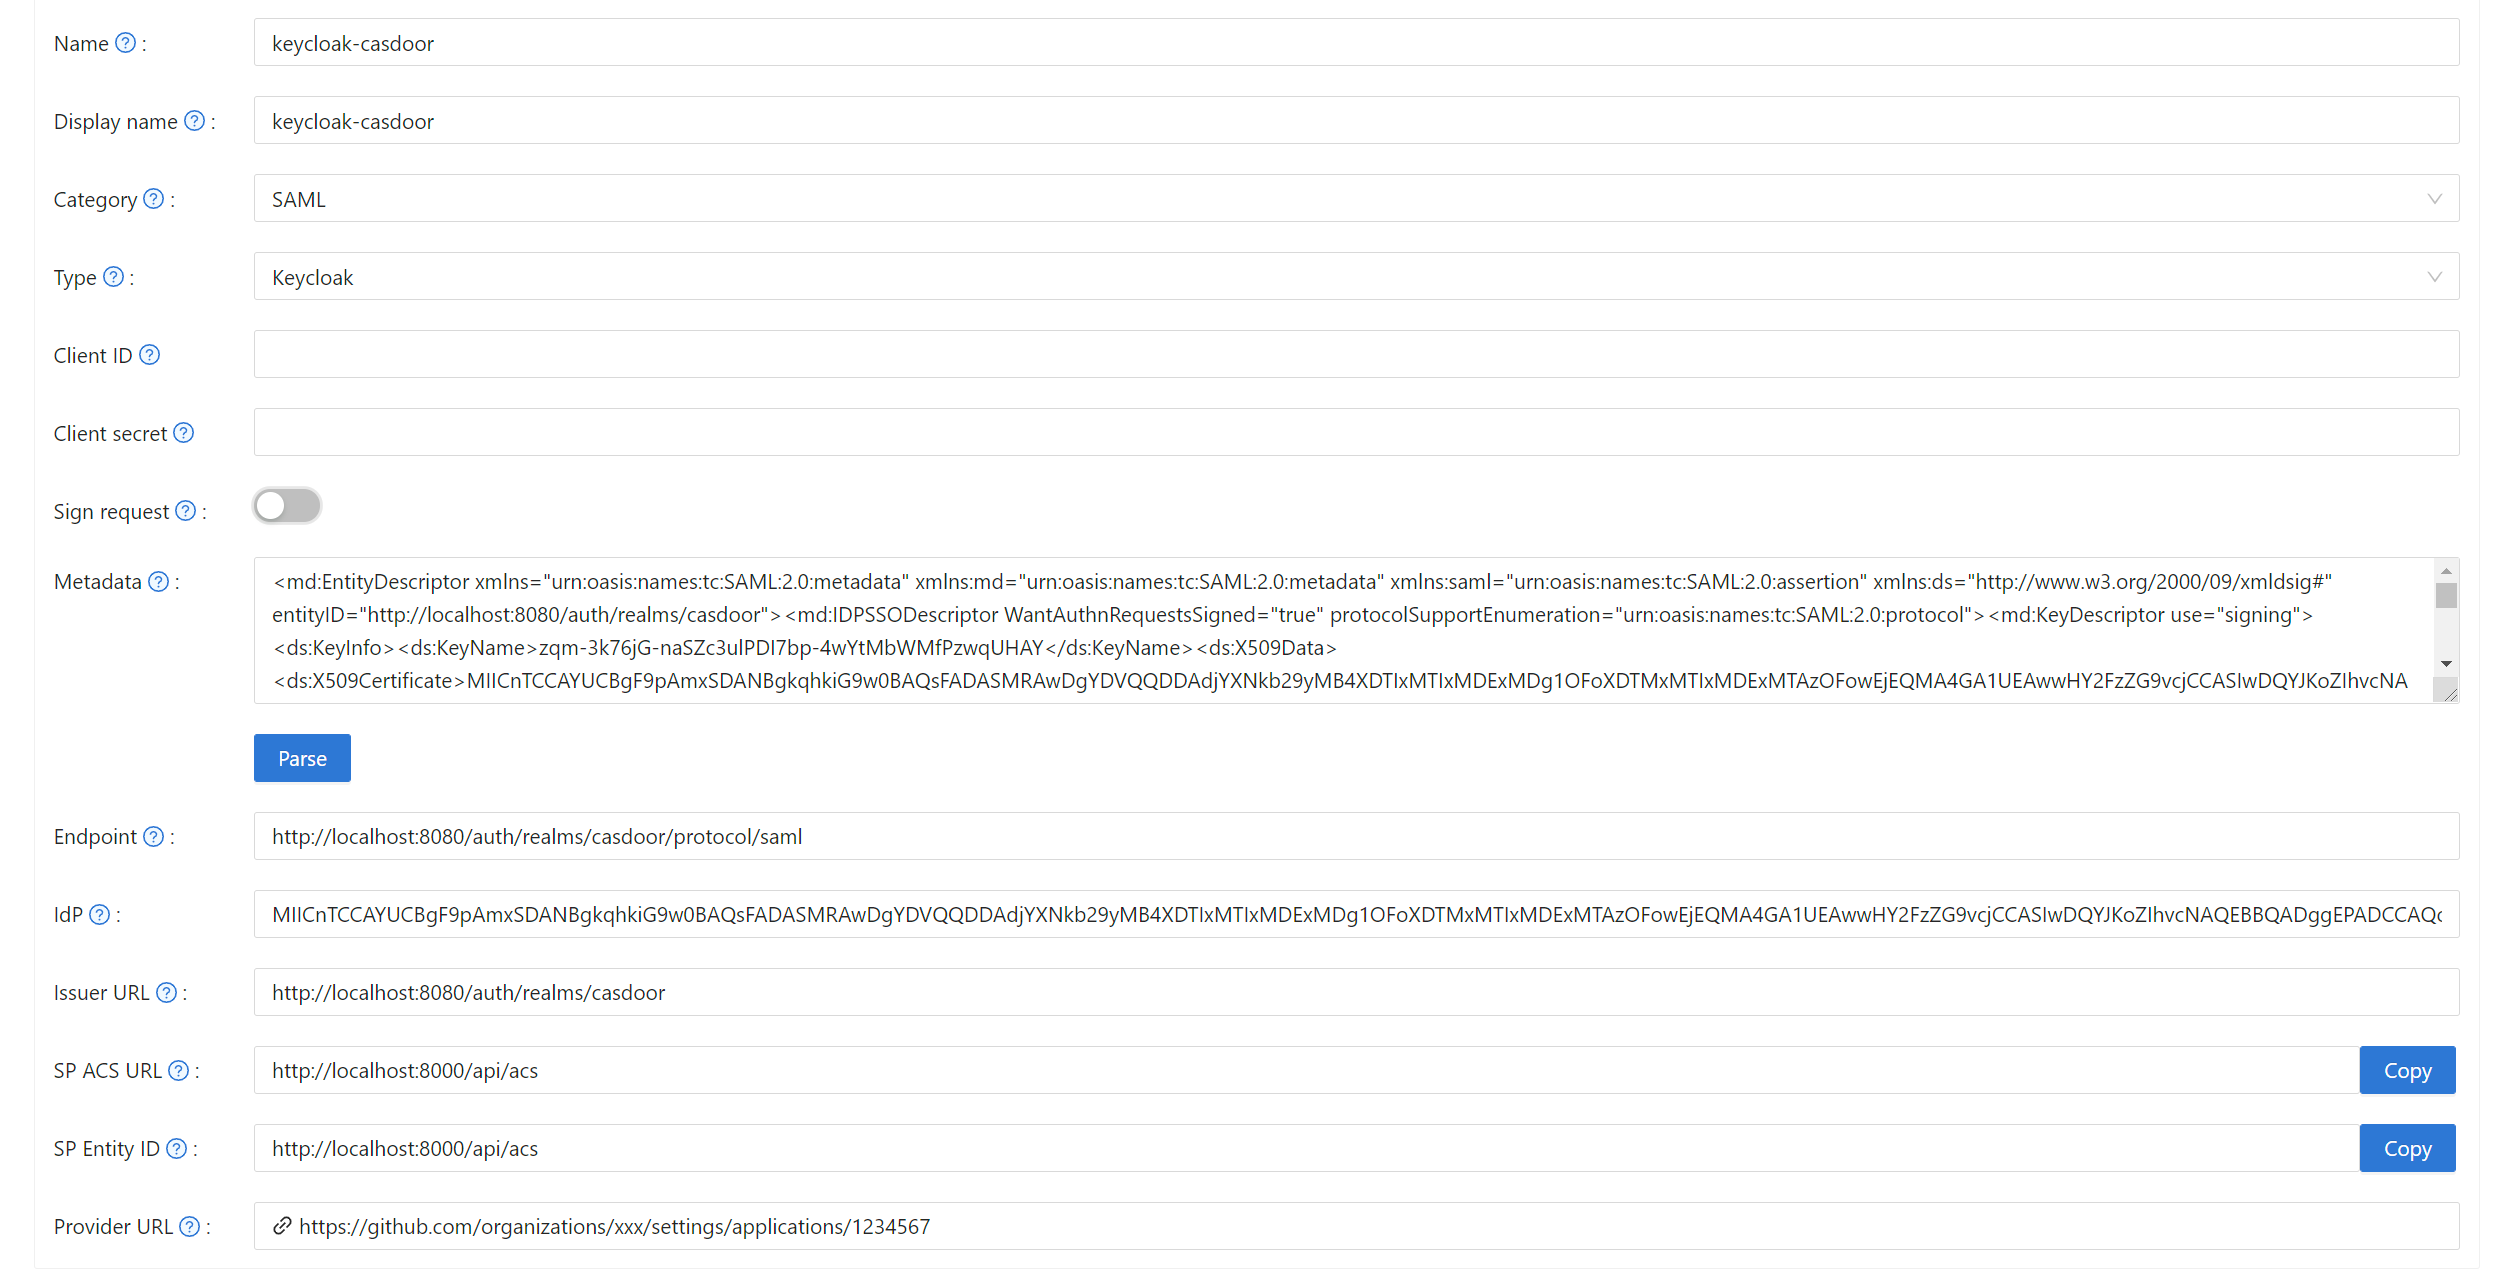 Name ? : keycloak-casdoor
Display name ? : keycloak-casdoor
Category ? : SAML
Type ? : Keycloak
Client ID ?
Client secret ?
Sign request ? :
Metadata ? : <md:EntityDescriptor xmlns="urn:oasis:names:tc:SAML:2.0:metadata" xmlns:md="urn:oasis:names:tc:SAML:2.0:metadata" xmlns:saml="urn:oasis:names:tc:SAML:2.0:assertion" xmlns:ds="http://www.w3.org/2000/09/xmldsig#"
entityID="http://localhost:8080/auth/realms/casdoor"><md:IDPSSODescriptor WantAuthnRequestsSigned="true" protocolSupportEnumeration="urn:oasis:names:tc:SAML:2.0:protocol"><md:KeyDescriptor use="signing">
<ds:KeyInfo><ds:KeyName>zqm-3k76jG-naSZc3ulPDI7bp-4wYtMbWMfPzwqUHAY</ds:KeyName><ds:X509Data>
<ds:X509Certificate>MIICnTCCAYUCBgF9pAmxSDANBgkqhkiG9w0BAQsFADASMRAwDgYDVQQDDAdjYXNkb29yMB4XDTIxMTIxMDExMDg1OFoXDTMxMTIxMDExMTAzOFowEjEQMA4GA1UEAwwHY2FzZG9vcjCCASIwDQYJKoZIhvcNA
Parse
Endpoint ? : http://localhost:8080/auth/realms/casdoor/protocol/saml
IdP ? : MIICnTCCAYUCBgF9pAmxSDANBgkqhkiG9w0BAQsFADASMRAwDgYDVQQDDAdjYXNkb29yMB4XDTIxMTIxMDExMDg1OFoXDTMxMTIxMDExMTAzOFowEjEQMA4GA1UEAwwHY2FzZG9vcjCCASIwDQYJKoZIhvcNAQEBBQADggEPADCCAQc
Issuer URL ? : http://localhost:8080/auth/realms/casdoor
SP ACS URL ? : http://localhost:8000/api/acs Copy
SP Entity ID ? : http://localhost:8000/api/acs Copy
Provider URL ? : https://github.com/organizations/xxx/settings/applications/1234567